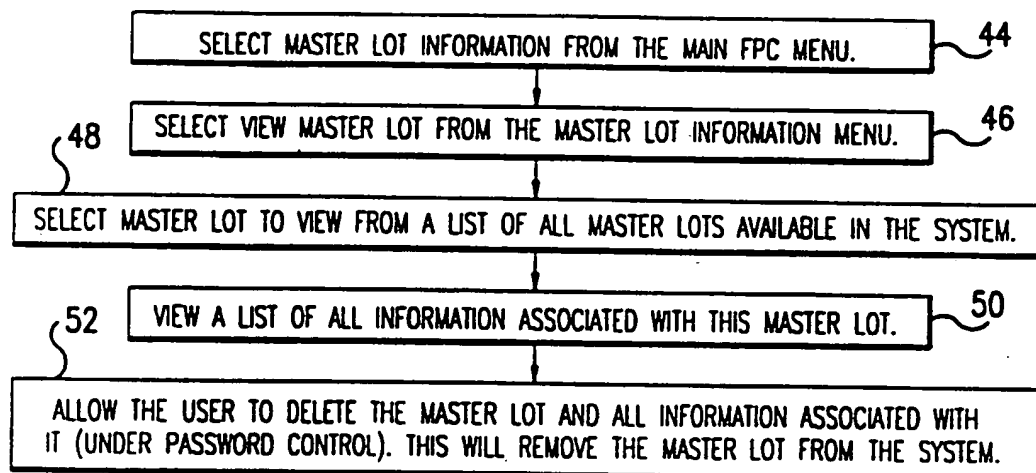 SELECT MASTER LOT INFORMATION FROM THE MAIN FPC MENU.
44
SELECT VIEW MASTER LOT FROM THE MASTER LOT INFORMATION MENU.
46
48
SELECT MASTER LOT TO VIEW FROM A LIST OF ALL MASTER LOTS AVAILABLE IN THE SYSTEM.
VIEW A LIST OF ALL INFORMATION ASSOCIATED WITH THIS MASTER LOT.
50
52
ALLOW THE USER TO DELETE THE MASTER LOT AND ALL INFORMATION ASSOCIATED WITH
IT (UNDER PASSWORD CONTROL). THIS WILL REMOVE THE MASTER LOT FROM THE SYSTEM.